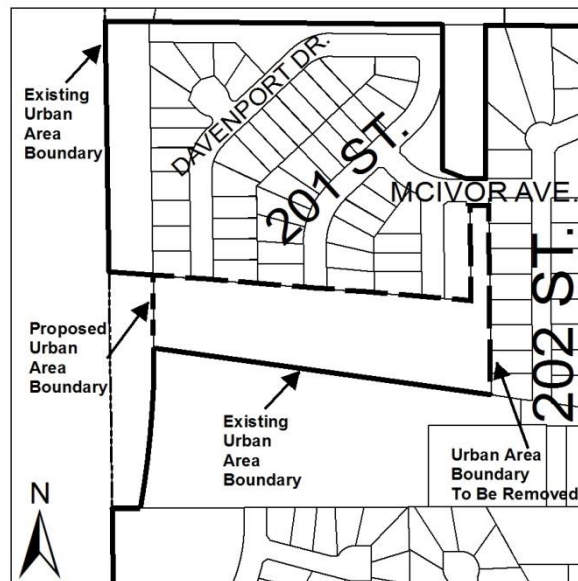 DAVENPORT DR.
201 ST.
MCIVOR AVE.
202 ST.
Existing
Urban
Area
Boundary
Proposed
Urban
Area
Boundary
Existing
Urban
Area
Boundary
Urban Area
Boundary
To Be Removed
N